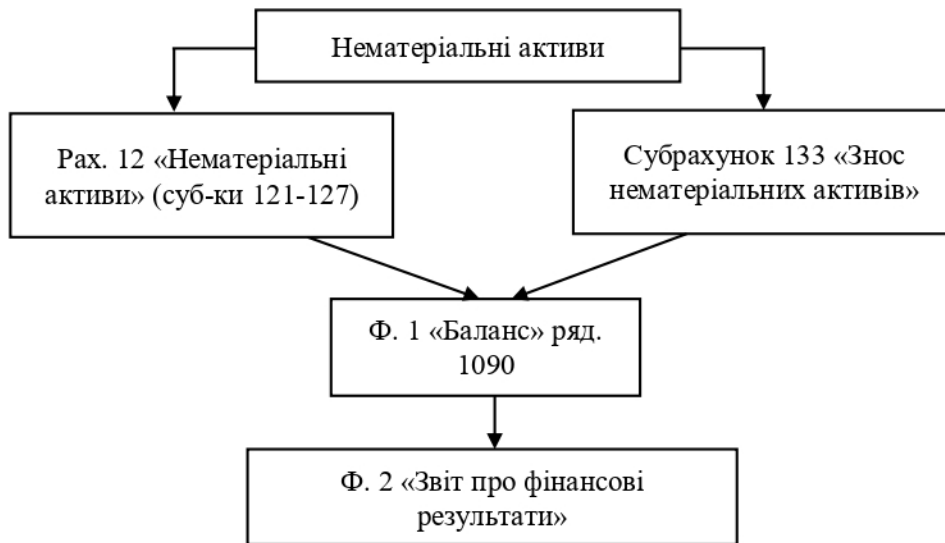 Нематеріальні активи
Рах. 12 «Нематеріальні
активи» (суб-ки 121-127)
Субрахунок 133 «Знос
нематеріальних активів»
Ф. 1 «Баланс» ряд.
1090
Ф. 2 «Звіт про фінансові
результати»